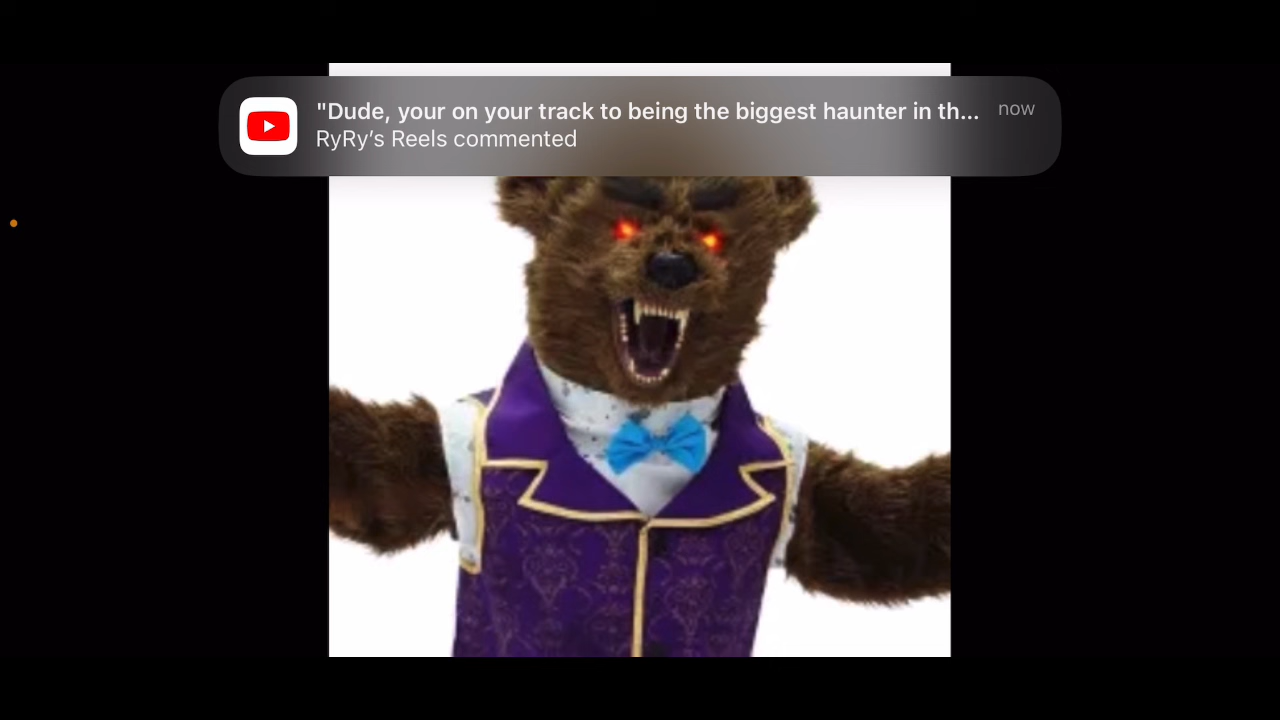 "Dude, your on your track to being the biggest haunter in th...
now
RyRy’s Reels commented